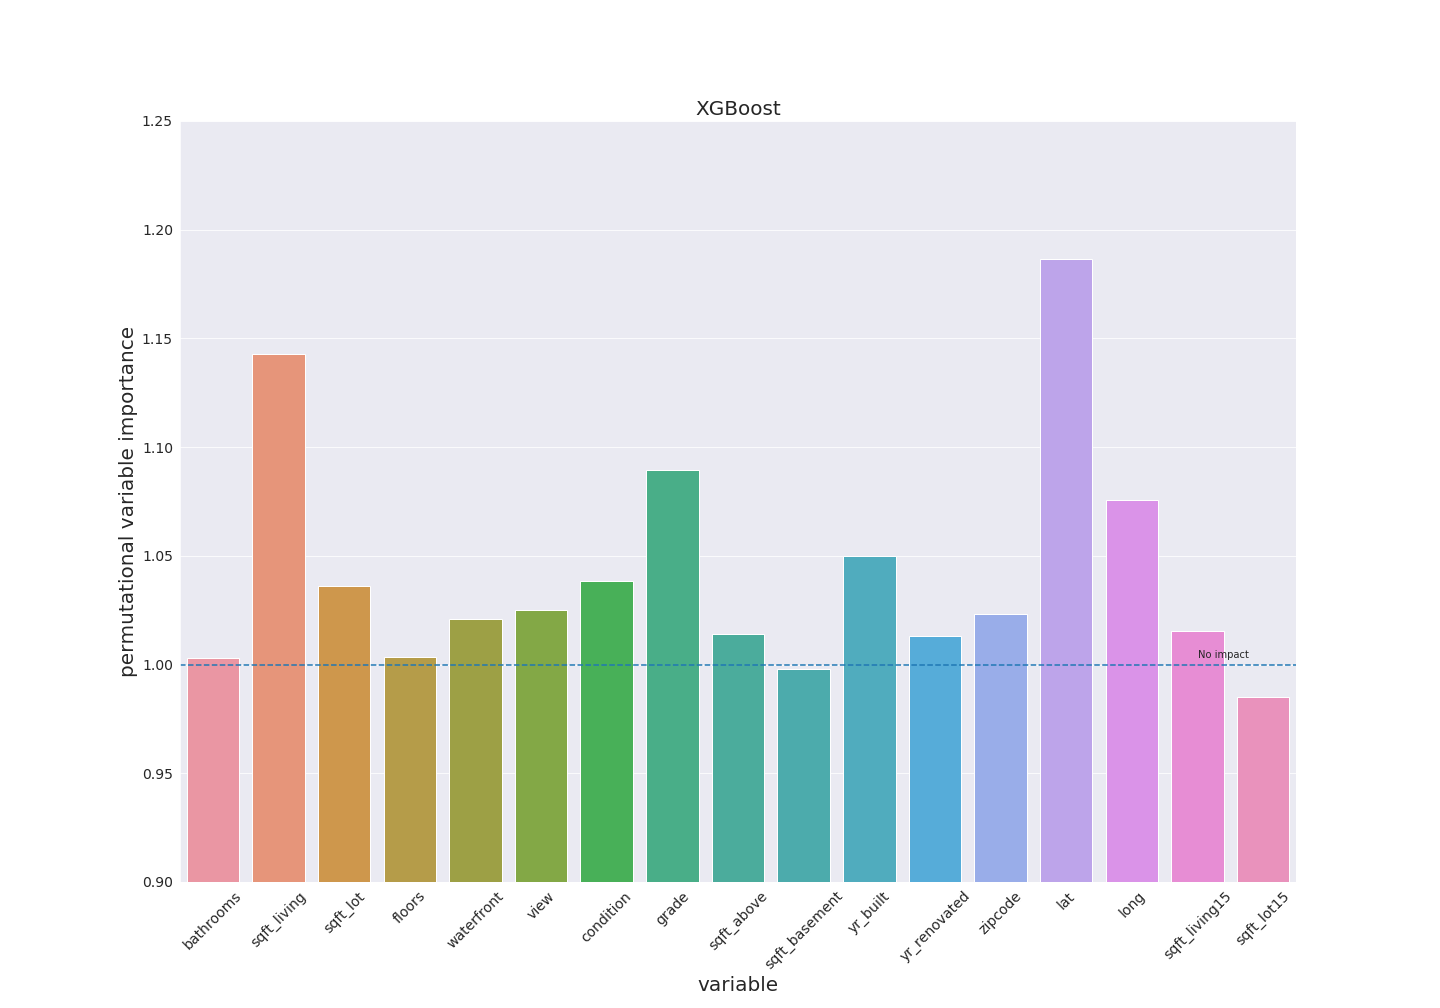 XGBoost
permutational variable importance
1.25
1.20
1.15
1.10
1.05
1.00
0.95
0.90
No impact
bathrooms
sqft_living
sqft_lot
floors
waterfront
view
condition
grade
sqft_above
sqft_basement
yr_built
yr_renovated
zipcode
lat
long
sqft_living15
sqft_lot15
variable